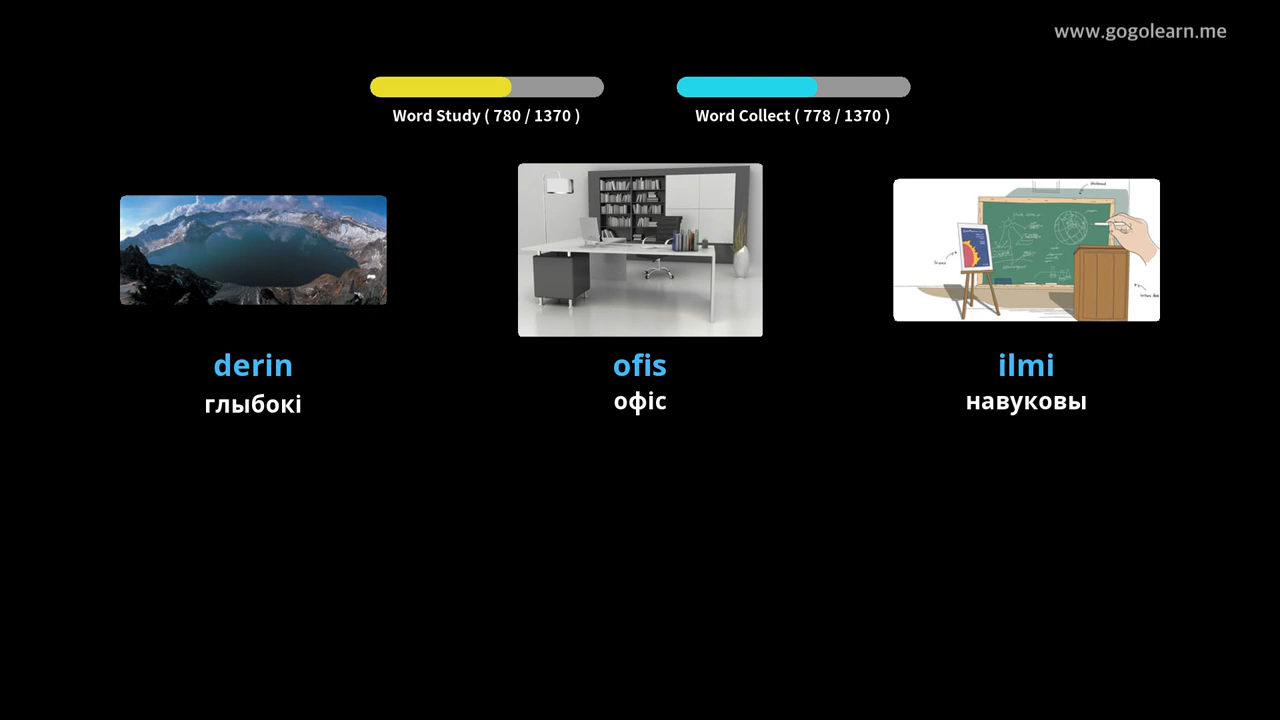 www.gogolearn.me
Word Study ( 780 / 1370 )
Word Collect ( 778 / 1370 )
derin
ofis
ilmi
глыбокі
офіс
навуковы